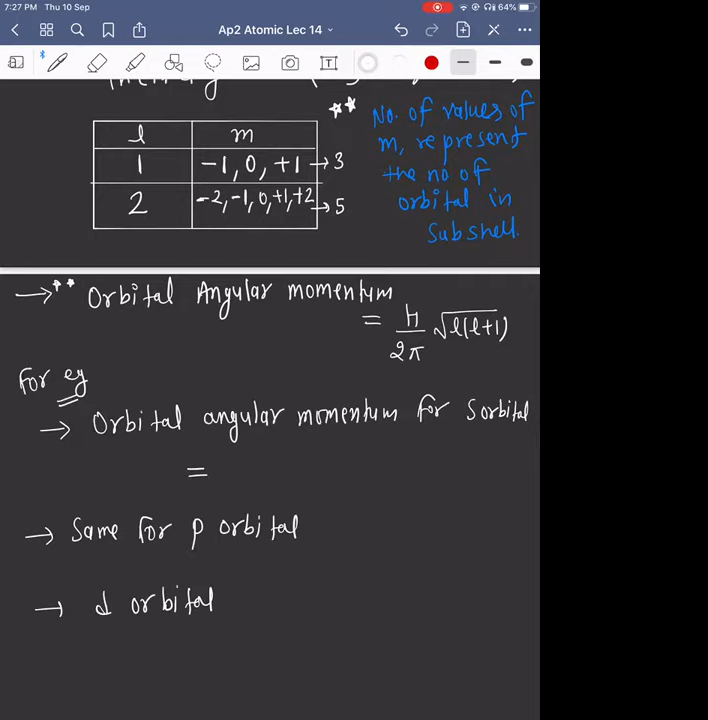 7:27 PM Thu 10 Sep
64%
Ap2 Atomic Lec 14
T
l m
1 -1, 0, +1 → 3
2 -2, -1, 0, +1, +2 → 5
** No. of values of
m, represent
the no of
orbital in
Subshell.
→ ** Orbital Angular momentum
= h/2π √l(l+1)
For eg
→ Orbital angular momentum for S orbital
=
→ Same for p orbital
→ d orbital